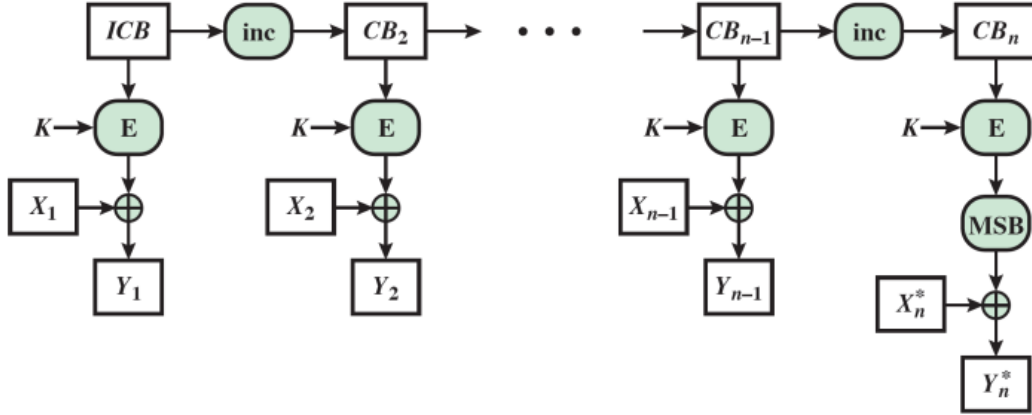 ICB inc CB₂ • • • CBₙ₋₁ inc CBₙ
K E K E K E K E
X₁ X₂ Xₙ₋₁ MSB
Y₁ Y₂ Yₙ₋₁ Xₙ*
Yₙ*